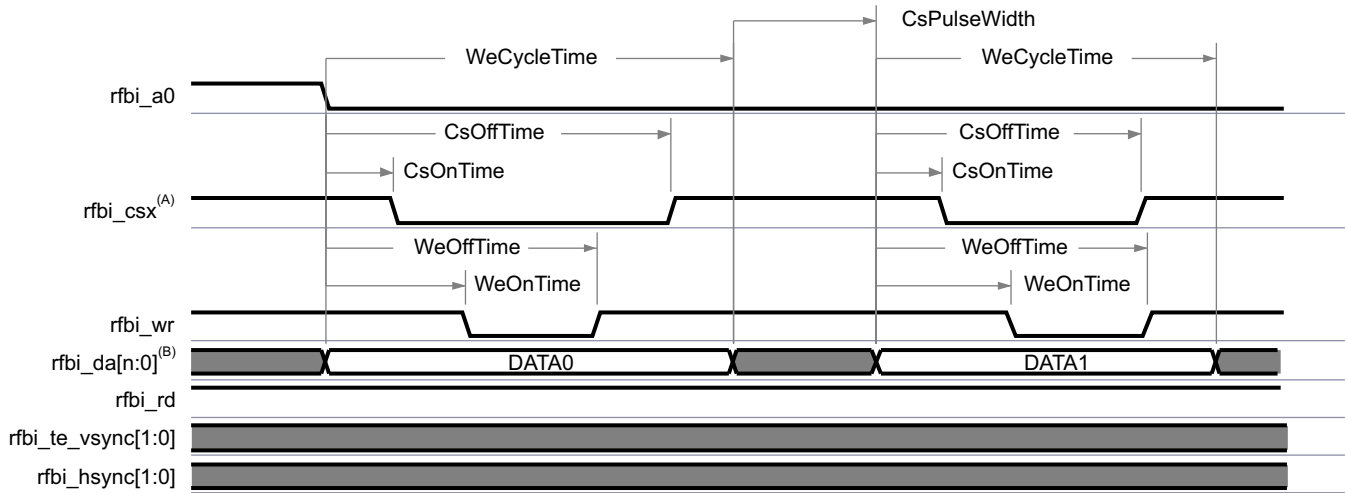 CsPulseWidth
WeCycleTime WeCycleTime
rfbi_a0
CsOffTime CsOffTime
CsOnTime CsOnTime
rfbi_csx(A)
WeOffTime WeOffTime
WeOnTime WeOnTime
rfbi_wr
rfbi_da[n:0](B) DATA0 DATA1
rfbi_rd
rfbi_te_vsync[1:0]
rfbi_hsync[1:0]